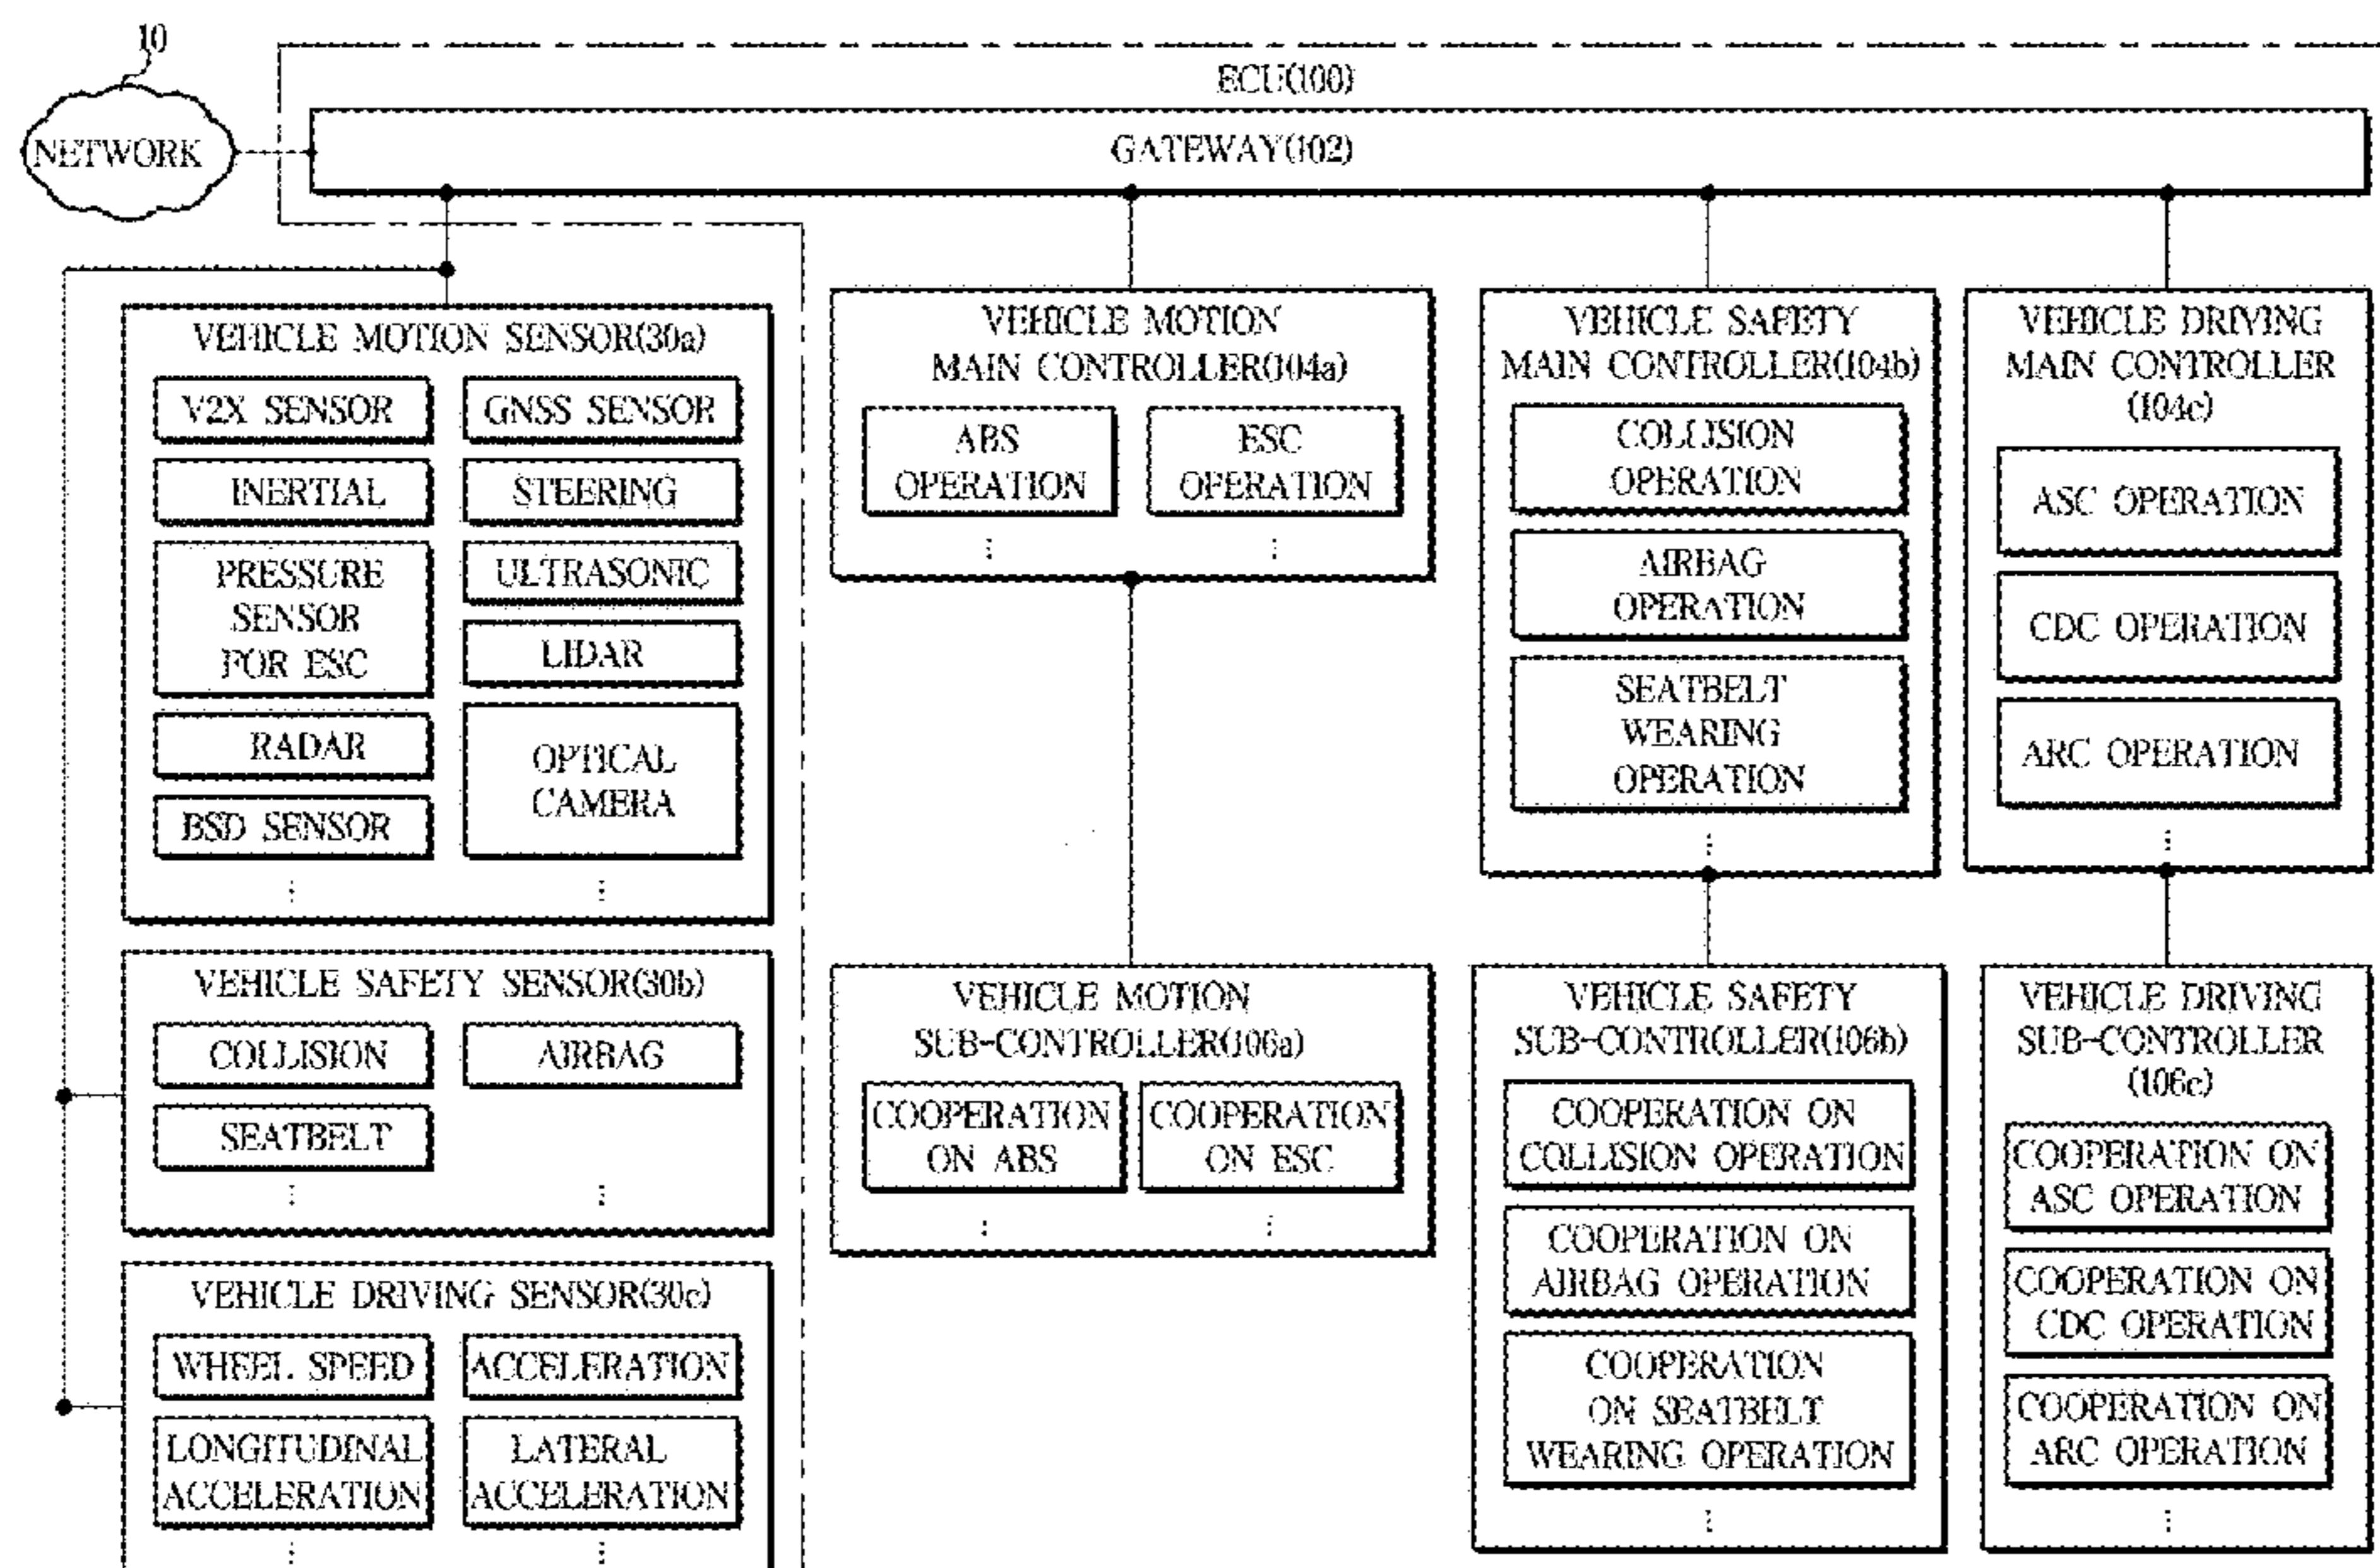 10
NETWORK
ECU(100)
GATEWAY(102)
VEHICLE MOTION SENSOR(30a)
V2X SENSOR
GNSS SENSOR
INERTIAL
STEERING
PRESSURE
SENSOR
FOR ESC
ULTRASONIC
LIDAR
RADAR
OPTICAL
CAMERA
BSD SENSOR
VEHICLE SAFETY SENSOR(30b)
COLLISION
AIRBAG
SEATBELT
VEHICLE DRIVING SENSOR(30c)
WHEEL SPEED
ACCELERATION
LONGITUDINAL
ACCELERATION
LATERAL
ACCELERATION
VEHICLE MOTION
MAIN CONTROLLER(104a)
ABS
OPERATION
ESC
OPERATION
VEHICLE MOTION
SUB-CONTROLLER(106a)
COOPERATION
ON ABS
COOPERATION
ON ESC
VEHICLE SAFETY
MAIN CONTROLLER(104b)
COLLISION
OPERATION
AIRBAG
OPERATION
SEATBELT
WEARING
OPERATION
VEHICLE SAFETY
SUB-CONTROLLER(106b)
COOPERATION ON
COLLISION OPERATION
COOPERATION ON
AIRBAG OPERATION
COOPERATION
ON SEATBELT
WEARING OPERATION
VEHICLE DRIVING
MAIN CONTROLLER
(104c)
ASC OPERATION
CDC OPERATION
ARC OPERATION
VEHICLE DRIVING
SUB-CONTROLLER
(106c)
COOPERATION ON
ASC OPERATION
COOPERATION ON
CDC OPERATION
COOPERATION ON
ARC OPERATION